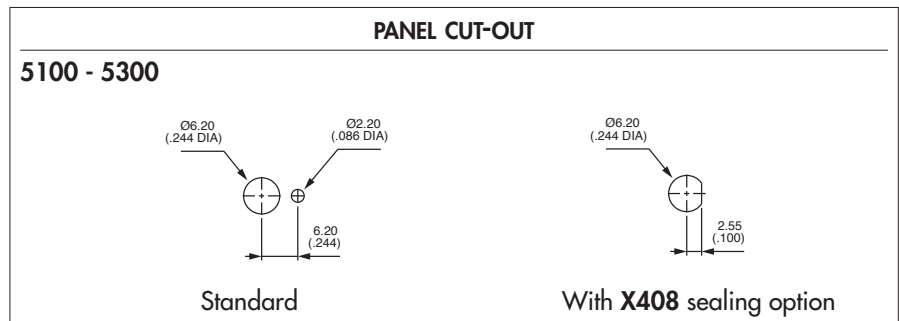 PANEL CUT-OUT
5100 - 5300
Ø6.20
(.244 DIA)
Ø2.20
(.086 DIA)
6.20
(.244)
Standard
Ø6.20
(.244 DIA)
2.55
(.100)
With X408 sealing option